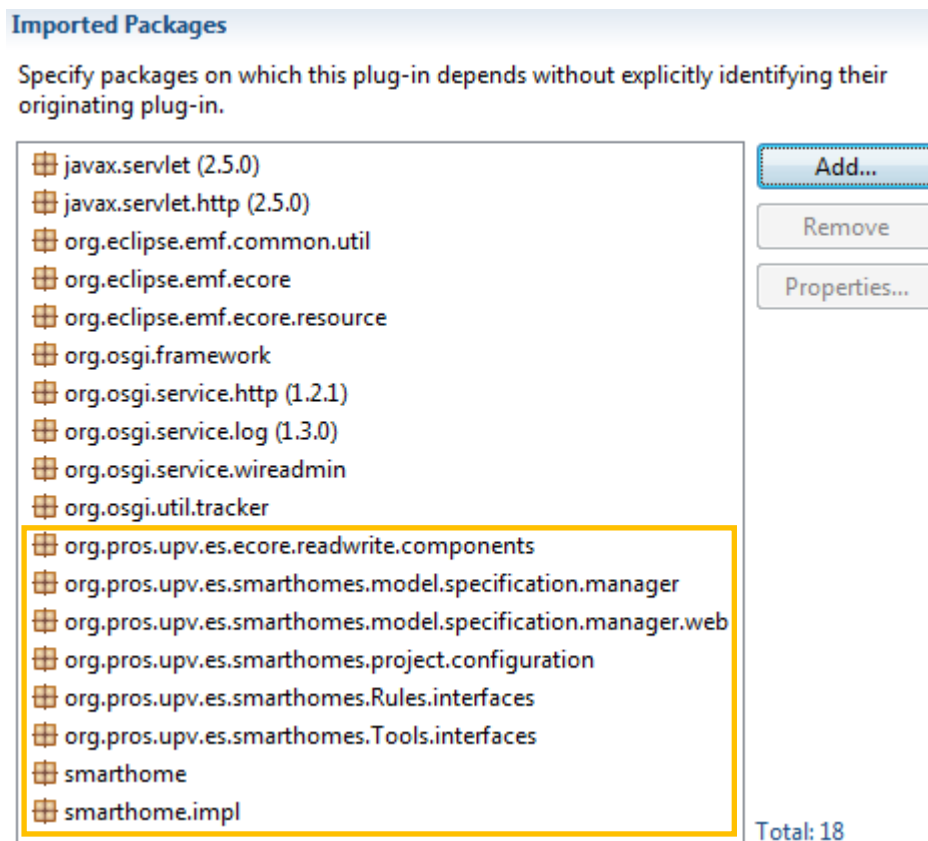 Imported Packages
Specify packages on which this plug-in depends without explicitly identifying their
originating plug-in.
javax.servlet (2.5.0)
javax.servlet.http (2.5.0)
org.eclipse.emf.common.util
org.eclipse.emf.ecore
org.eclipse.emf.ecore.resource
org.osgi.framework
org.osgi.service.http (1.2.1)
org.osgi.service.log (1.3.0)
org.osgi.service.wireadmin
org.osgi.util.tracker
org.pros.upv.es.ecore.readwrite.components
org.pros.upv.es.smarthomes.model.specification.manager
org.pros.upv.es.smarthomes.model.specification.manager.web
org.pros.upv.es.smarthomes.project.configuration
org.pros.upv.es.smarthomes.Rules.interfaces
org.pros.upv.es.smarthomes.Tools.interfaces
smarthome
smarthome.impl
Add...
Remove
Properties...
Total: 18